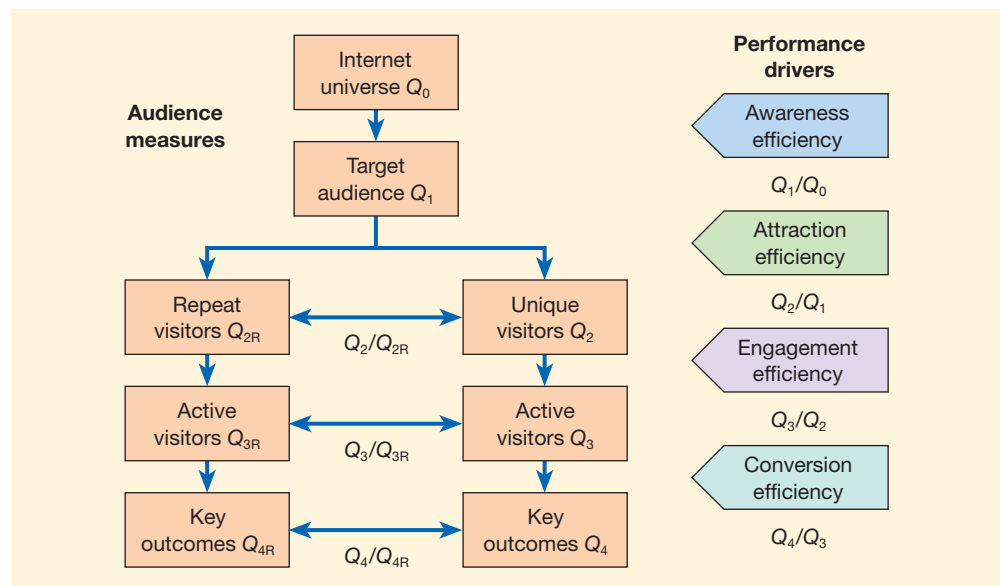 Audience
measures
Internet
universe Q0
Target
audience Q1
Repeat
visitors Q2R
Q2/Q2R
Unique
visitors Q2
Active
visitors Q3R
Q3/Q3R
Active
visitors Q3
Key
outcomes Q4R
Q4/Q4R
Key
outcomes Q4
Performance
drivers
Awareness
efficiency
Q1/Q0
Attraction
efficiency
Q2/Q1
Engagement
efficiency
Q3/Q2
Conversion
efficiency
Q4/Q3